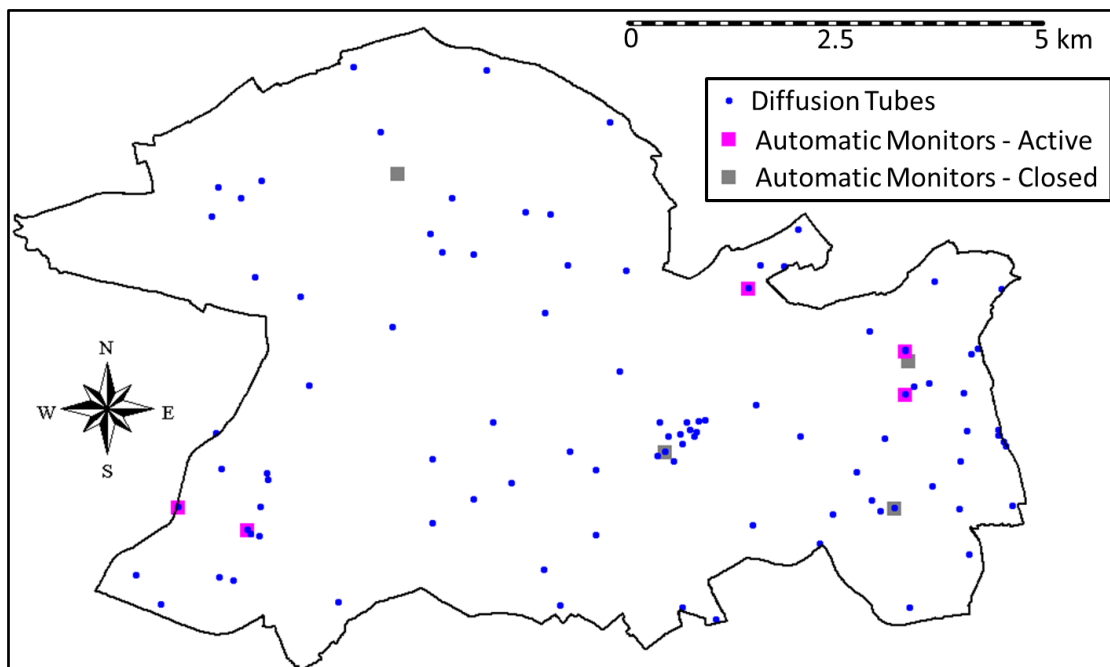 0 2.5 5 km
Diffusion Tubes
Automatic Monitors - Active
Automatic Monitors - Closed
N
W E
S